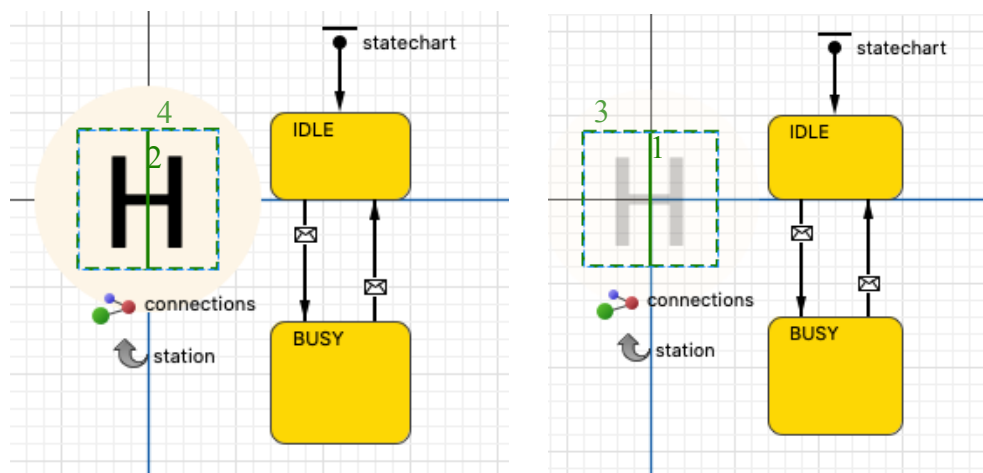 statechart
4
IDLE
2
H
connections
BUSY
station
statechart
3
IDLE
1
H
connections
BUSY
station